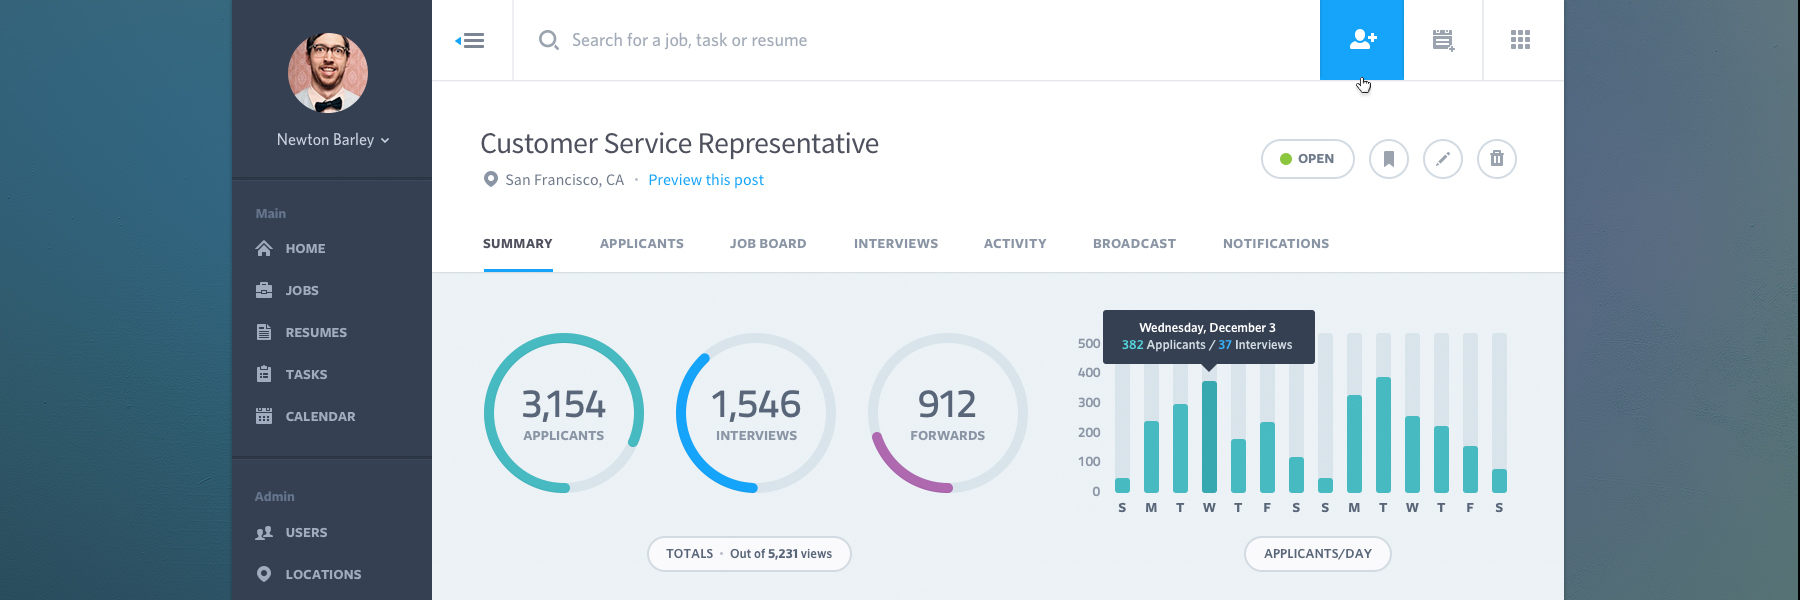 Newton Barley
Main
HOME
JOBS
RESUMES
TASKS
CALENDAR
Admin
USERS
LOCATIONS
Search for a job, task or resume
Customer Service Representative
San Francisco, CA · Preview this post
OPEN
SUMMARY APPLICANTS JOB BOARD INTERVIEWS ACTIVITY BROADCAST NOTIFICATIONS
3,154
APPLICANTS
1,546
INTERVIEWS
912
FORWARDS
TOTALS · Out of 5,231 views
Wednesday, December 3
382 Applicants / 37 Interviews
500
400
300
200
100
0
S M T W T F S S M T W T F S
APPLICANTS/DAY